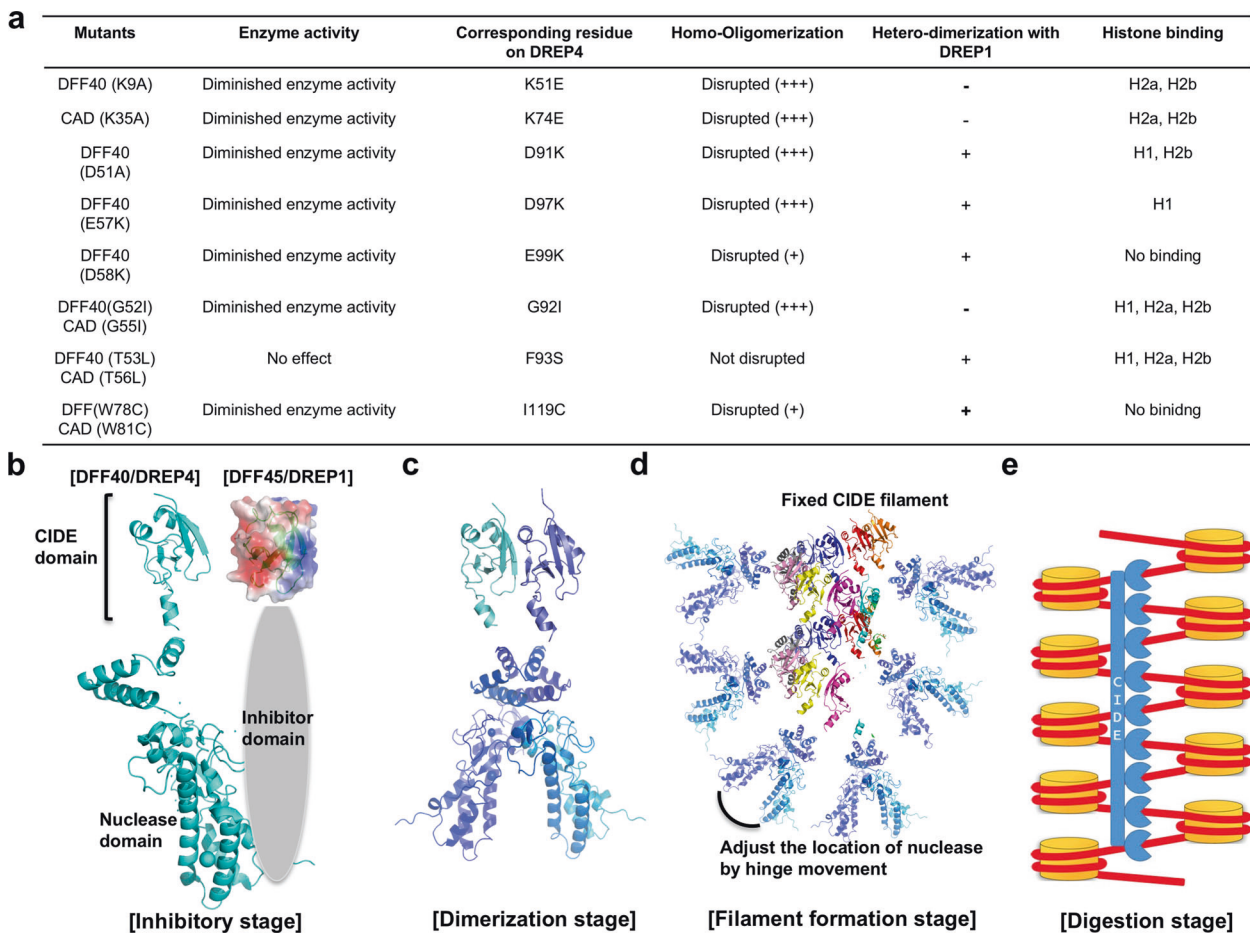 a
Mutants Enzyme activity Corresponding residue on DREP4 Homo-Oligomerization Hetero-dimerization with DREP1 Histone binding
DFF40 (K9A) Diminished enzyme activity K51E Disrupted (+++) - H2a, H2b
CAD (K35A) Diminished enzyme activity K74E Disrupted (+++) - H2a, H2b
DFF40 (D51A) Diminished enzyme activity D91K Disrupted (+++) + H1, H2b
DFF40 (E57K) Diminished enzyme activity D97K Disrupted (+++) + H1
DFF40 (D58K) Diminished enzyme activity E99K Disrupted (+) + No binding
DFF40(G52I) CAD (G55I) Diminished enzyme activity G92I Disrupted (+++) - H1, H2a, H2b
DFF40 (T53L) CAD (T56L) No effect F93S Not disrupted + H1, H2a, H2b
DFF(W78C) CAD (W81C) Diminished enzyme activity I119C Disrupted (+) + No binidng
b
[DFF40/DREP4] [DFF45/DREP1]
CIDE
domain
Inhibitor
domain
Nuclease
domain
[Inhibitory stage]
c
[Dimerization stage]
d
Fixed CIDE filament
Adjust the location of nuclease
by hinge movement
[Filament formation stage]
e
CIDE
[Digestion stage]